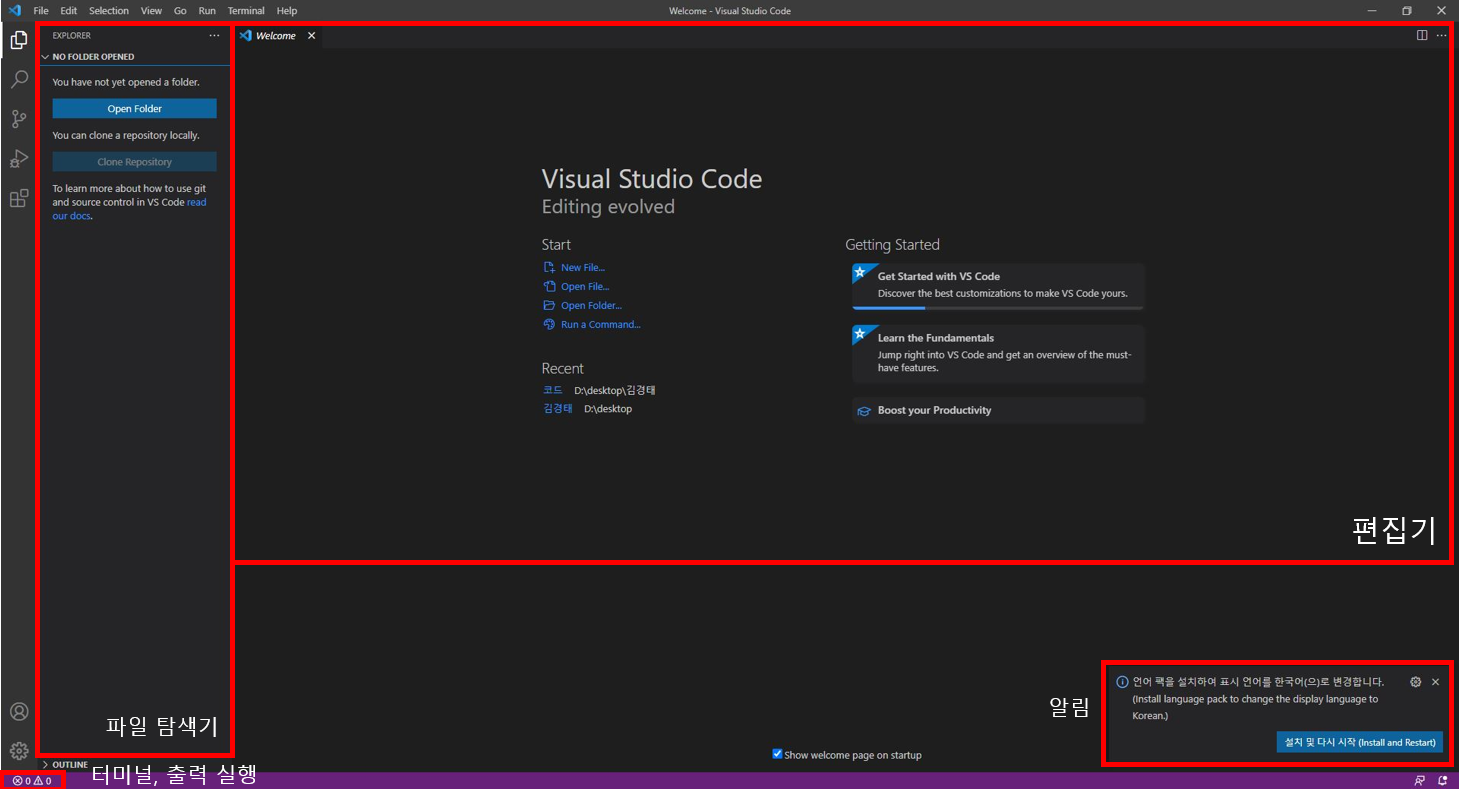 File Edit Selection View Go Run Terminal Help
Welcome - Visual Studio Code
EXPLORER
NO FOLDER OPENED
You have not yet opened a folder.
Open Folder
You can clone a repository locally.
Clone Repository
To learn more about how to use git
and source control in VS Code read
our docs.
파일 탐색기
OUTLINE
Welcome
Visual Studio Code
Editing evolved
Start
New File...
Open File...
Open Folder...
Run a Command...
Recent
코드 D:\desktop\김경태
김경태 D:\desktop
Getting Started
Get Started with VS Code
Discover the best customizations to make VS Code yours.
Learn the Fundamentals
Jump right into VS Code and get an overview of the must-
have features.
Boost your Productivity
편집기
알림
언어 팩을 설치하여 표시 언어를 한국어(으)로 변경합니다.
(Install language pack to change the display language to
Korean.)
설치 및 다시 시작 (Install and Restart)
Show welcome page on startup
0 0
터미널, 출력 실행